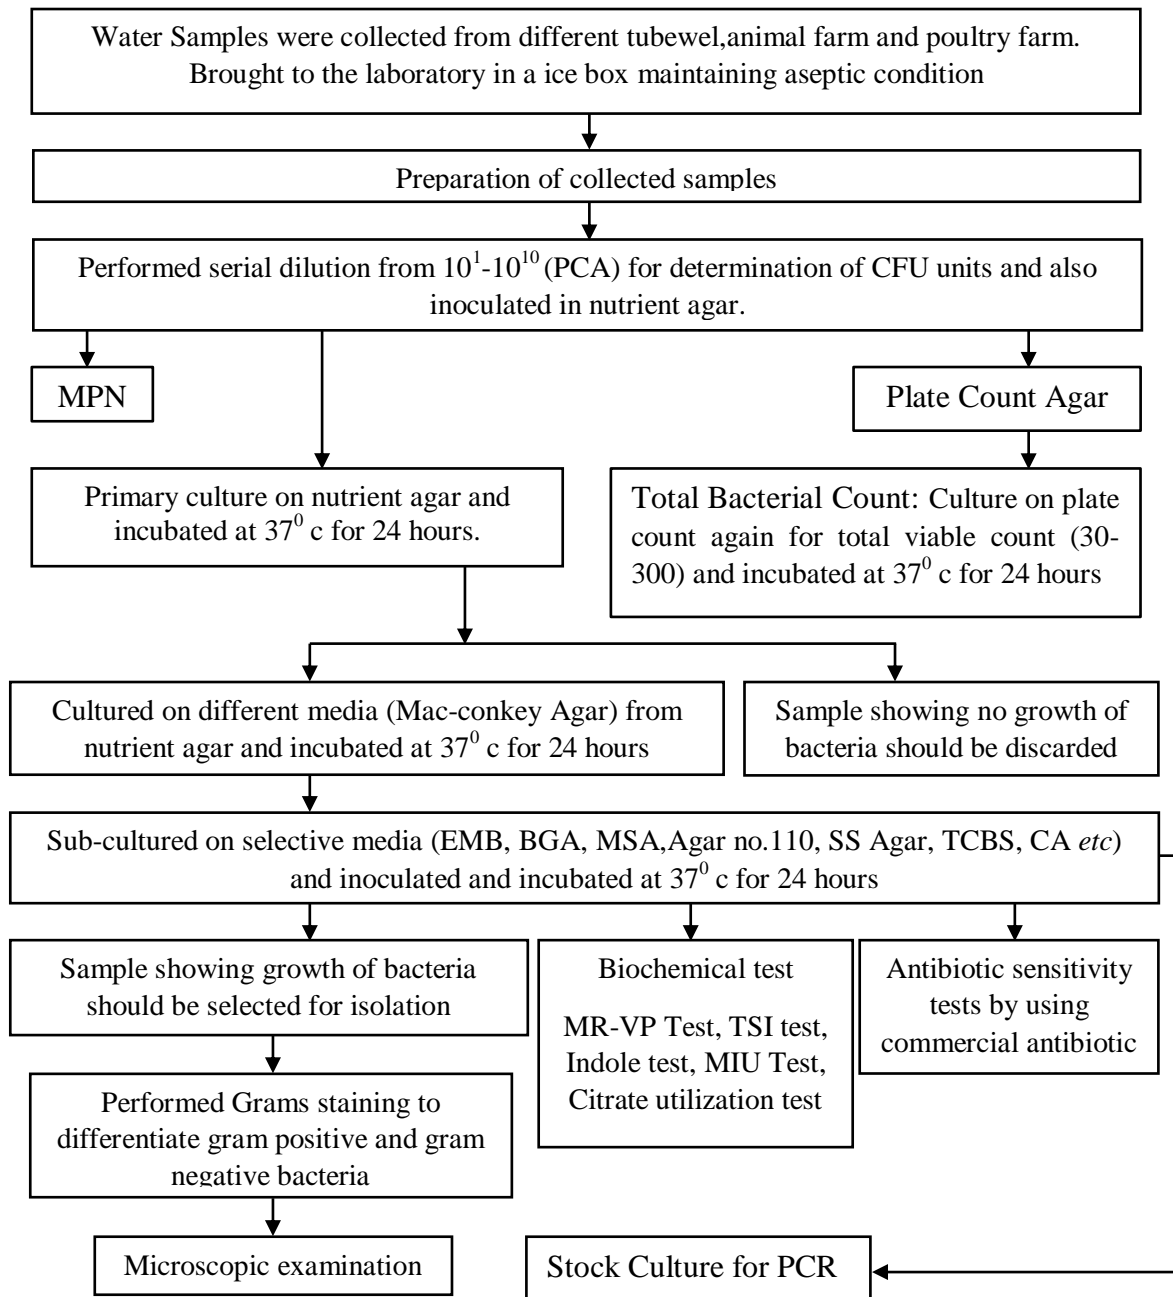 Water Samples were collected from different tubewel,animal farm and poultry farm.
Brought to the laboratory in a ice box maintaining aseptic condition
Preparation of collected samples
Performed serial dilution from 10¹-10¹⁰ (PCA) for determination of CFU units and also
inoculated in nutrient agar.
MPN
Plate Count Agar
Primary culture on nutrient agar and
incubated at 37⁰ c for 24 hours.
Total Bacterial Count: Culture on plate
count again for total viable count (30-
300) and incubated at 37⁰ c for 24 hours
Cultured on different media (Mac-conkey Agar) from
nutrient agar and incubated at 37⁰ c for 24 hours
Sample showing no growth of
bacteria should be discarded
Sub-cultured on selective media (EMB, BGA, MSA,Agar no.110, SS Agar, TCBS, CA etc)
and inoculated and incubated at 37⁰ c for 24 hours
Sample showing growth of bacteria
should be selected for isolation
Biochemical test
MR-VP Test, TSI test,
Indole test, MIU Test,
Citrate utilization test
Antibiotic sensitivity
tests by using
commercial antibiotic
Performed Grams staining to
differentiate gram positive and gram
negative bacteria
Microscopic examination
Stock Culture for PCR